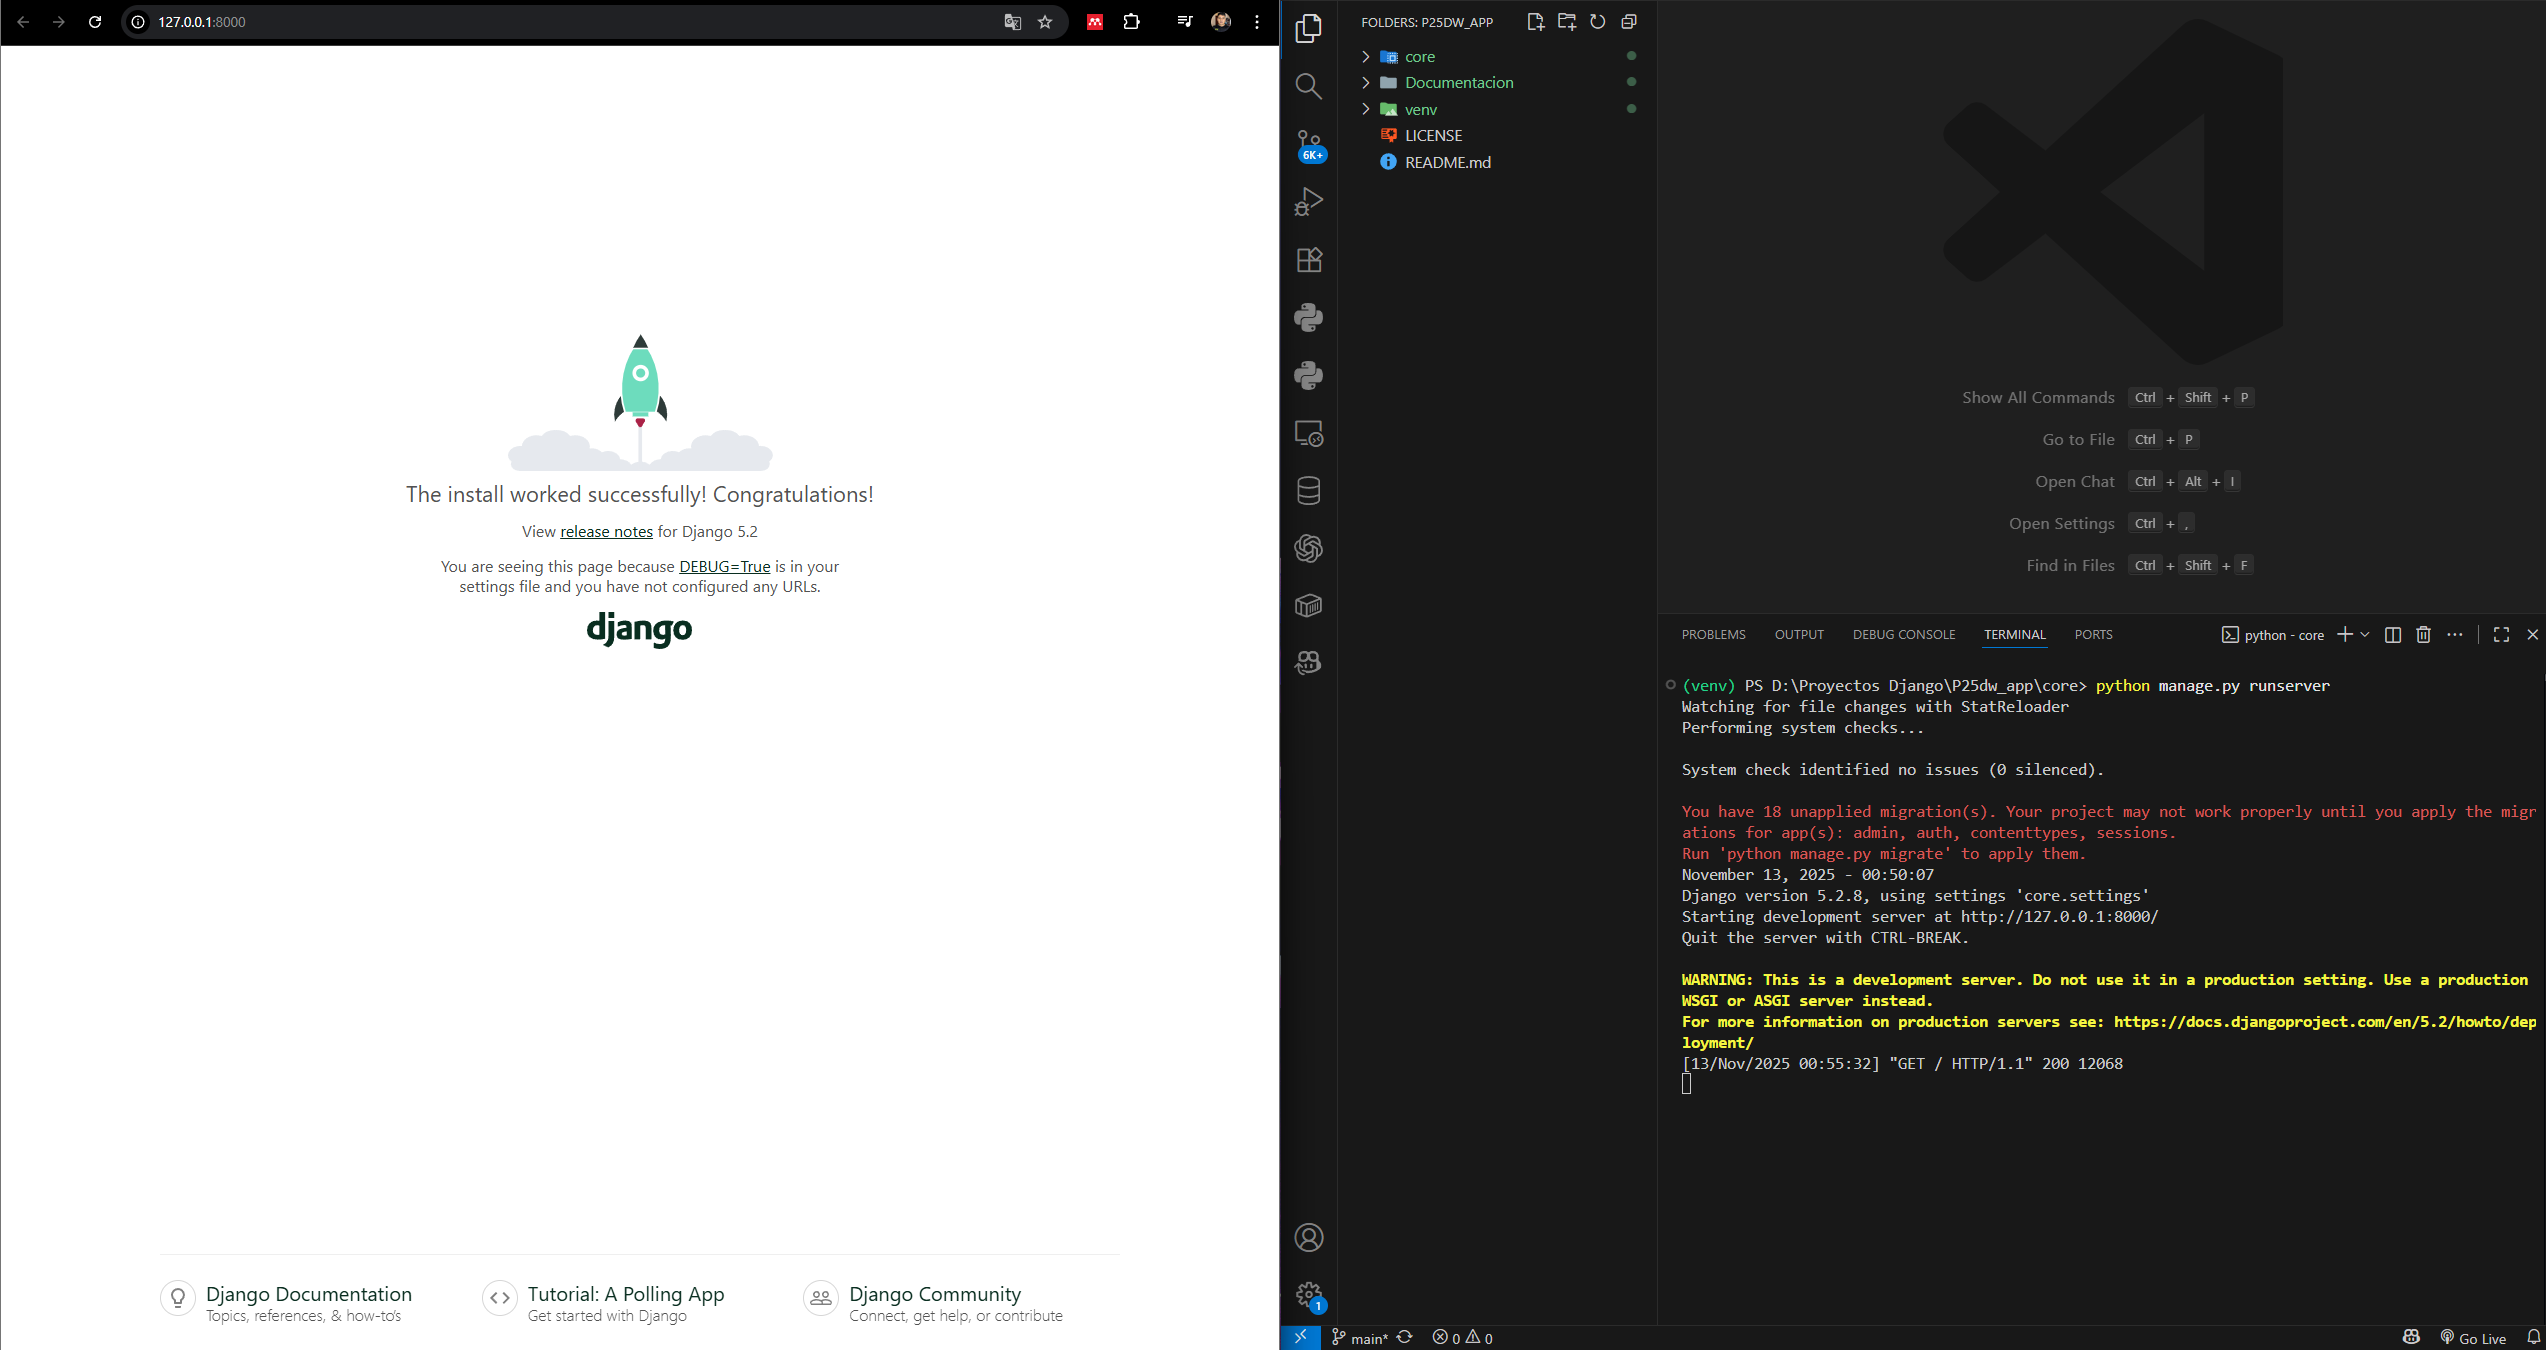 127.0.0.1:8000
The install worked successfully! Congratulations!
View release notes for Django 5.2
You are seeing this page because DEBUG=True is in your
settings file and you have not configured any URLs.
django
Django Documentation
Topics, references, & how-to's
Tutorial: A Polling App
Get started with Django
Django Community
Connect, get help, or contribute
FOLDERS: P25DW_APP
core
Documentacion
venv
LICENSE
README.md
6K+
1
Show All Commands Ctrl + Shift + P
Go to File Ctrl + P
Open Chat Ctrl + Alt + I
Open Settings Ctrl + ,
Find in Files Ctrl + Shift + F
PROBLEMS OUTPUT DEBUG CONSOLE TERMINAL PORTS python - core
(venv) PS D:\Proyectos Django\P25dw_app\core> python manage.py runserver
Watching for file changes with StatReloader
Performing system checks...
System check identified no issues (0 silenced).
You have 18 unapplied migration(s). Your project may not work properly until you apply the migr
ations for app(s): admin, auth, contenttypes, sessions.
Run 'python manage.py migrate' to apply them.
November 13, 2025 - 00:50:07
Django version 5.2.8, using settings 'core.settings'
Starting development server at http://127.0.0.1:8000/
Quit the server with CTRL-BREAK.
WARNING: This is a development server. Do not use it in a production setting. Use a production
WSGI or ASGI server instead.
For more information on production servers see: https://docs.djangoproject.com/en/5.2/howto/dep
loyment/
[13/Nov/2025 00:55:32] "GET / HTTP/1.1" 200 12068
main* 0 0 Go Live